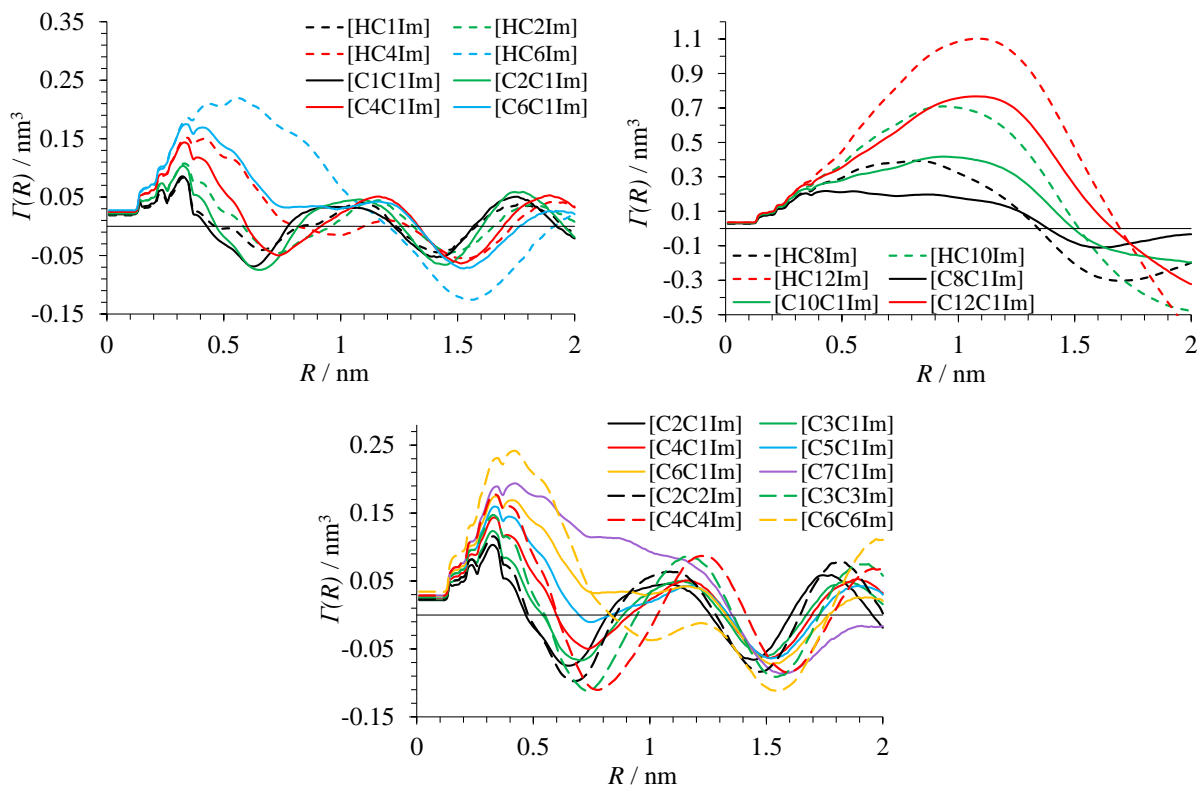 0.35
0.25
0.15
0.05
-0.05
-0.15
Γ(R) / nm³
[HC1Im] [HC2Im]
[HC4Im] [HC6Im]
[C1C1Im] [C2C1Im]
[C4C1Im] [C6C1Im]
0 0.5 1 1.5 2
R / nm
1.1
0.9
0.7
0.5
0.3
0.1
-0.1
-0.3
-0.5
Γ(R) / nm³
[HC8Im] [HC10Im]
[HC12Im] [C8C1Im]
[C10C1Im] [C12C1Im]
0 0.5 1 1.5 2
R / nm
0.25
0.15
0.05
-0.05
-0.15
Γ(R) / nm³
[C2C1Im] [C3C1Im]
[C4C1Im] [C5C1Im]
[C6C1Im] [C7C1Im]
[C2C2Im] [C3C3Im]
[C4C4Im] [C6C6Im]
0 0.5 1 1.5 2
R / nm